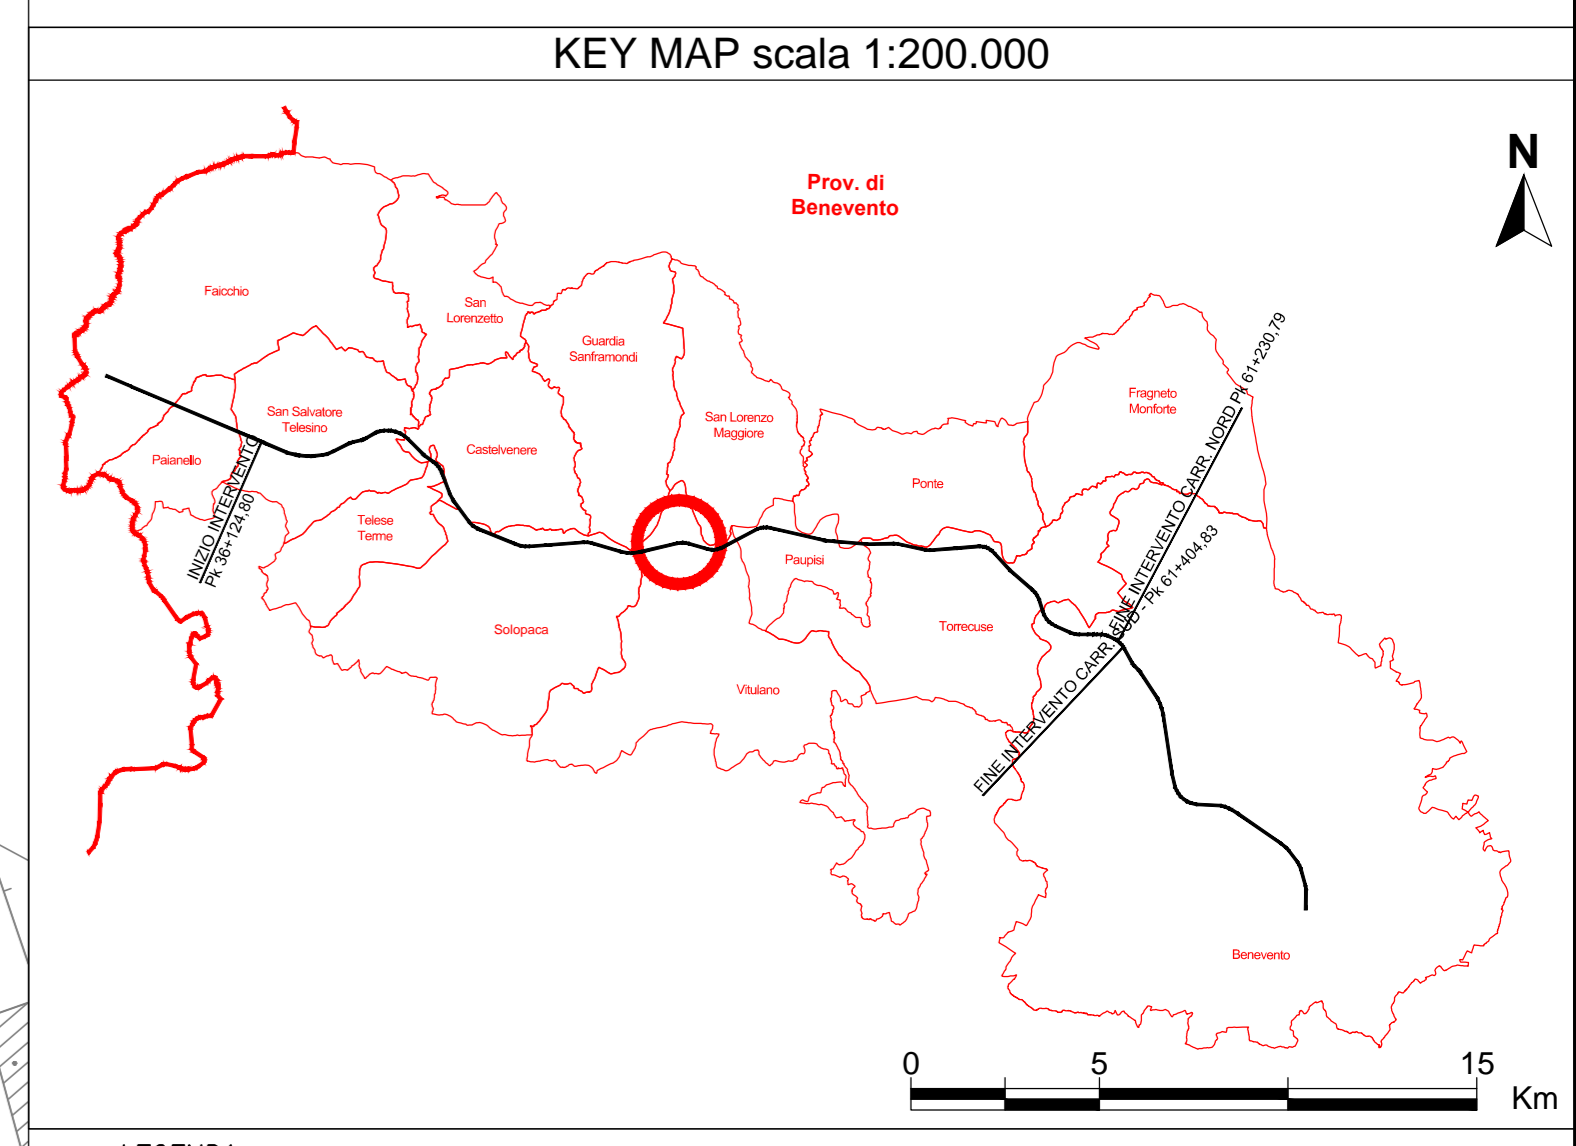 KEY MAP scala 1:200.000
N
Prov. di
Benevento
Faicchio
San
Lorenzetto
Guardia
Sanframondi
San Salvatore
Telesino
Castelvenere
San Lorenzo
Maggiore
Fragneto
Monforte
Paianello
Ponte
Telese
Terme
Paupisi
Solopaca
Torrecuse
Vitulano
Benevento
INIZIO INTERVENTO
Pk 36+124,80
FINE INTERVENTO CARR. NORD Pk 61+230,79
FINE INTERVENTO CARR. SUD - Pk 61+404,83
0 5 15
Km